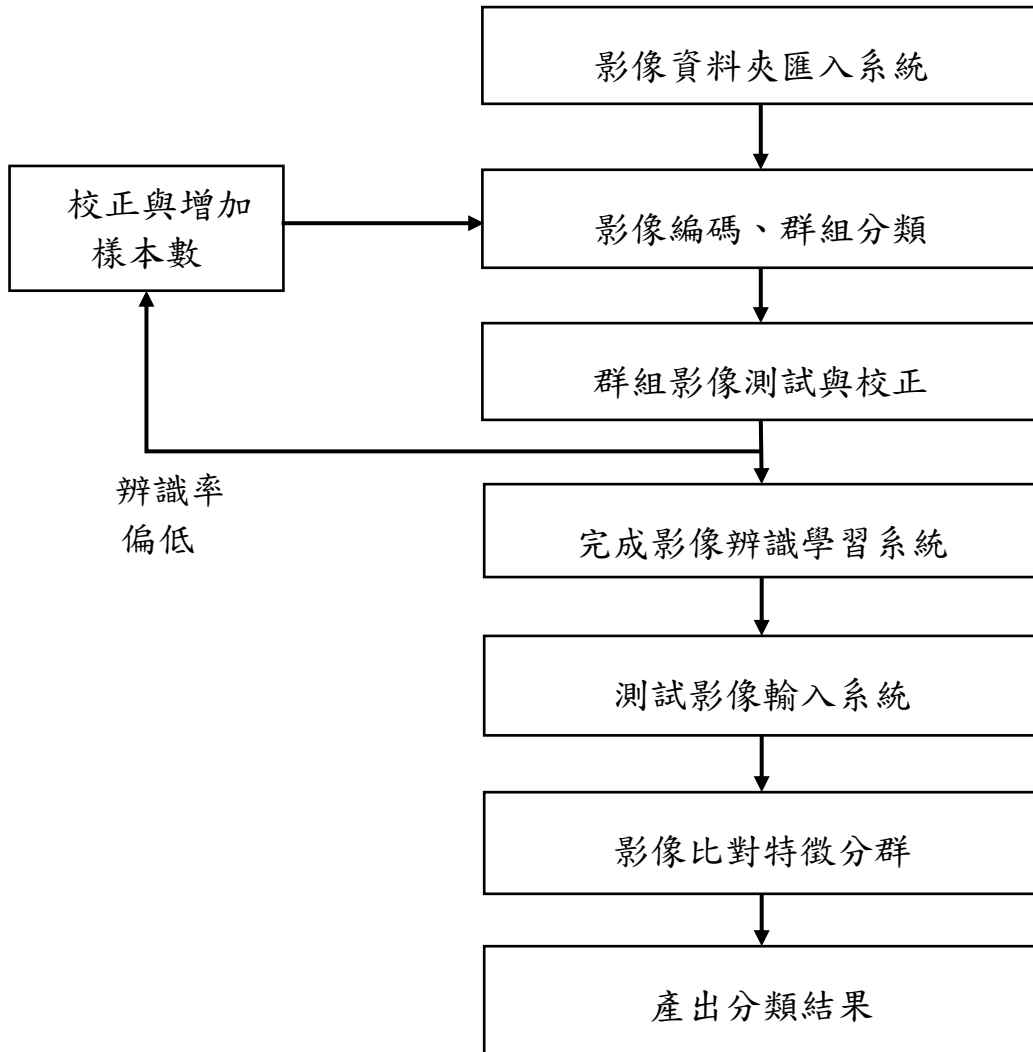 影像資料夾匯入系統
校正與增加
樣本數
影像編碼、群組分類
群組影像測試與校正
辨識率
偏低
完成影像辨識學習系統
測試影像輸入系統
影像比對特徵分群
產出分類結果